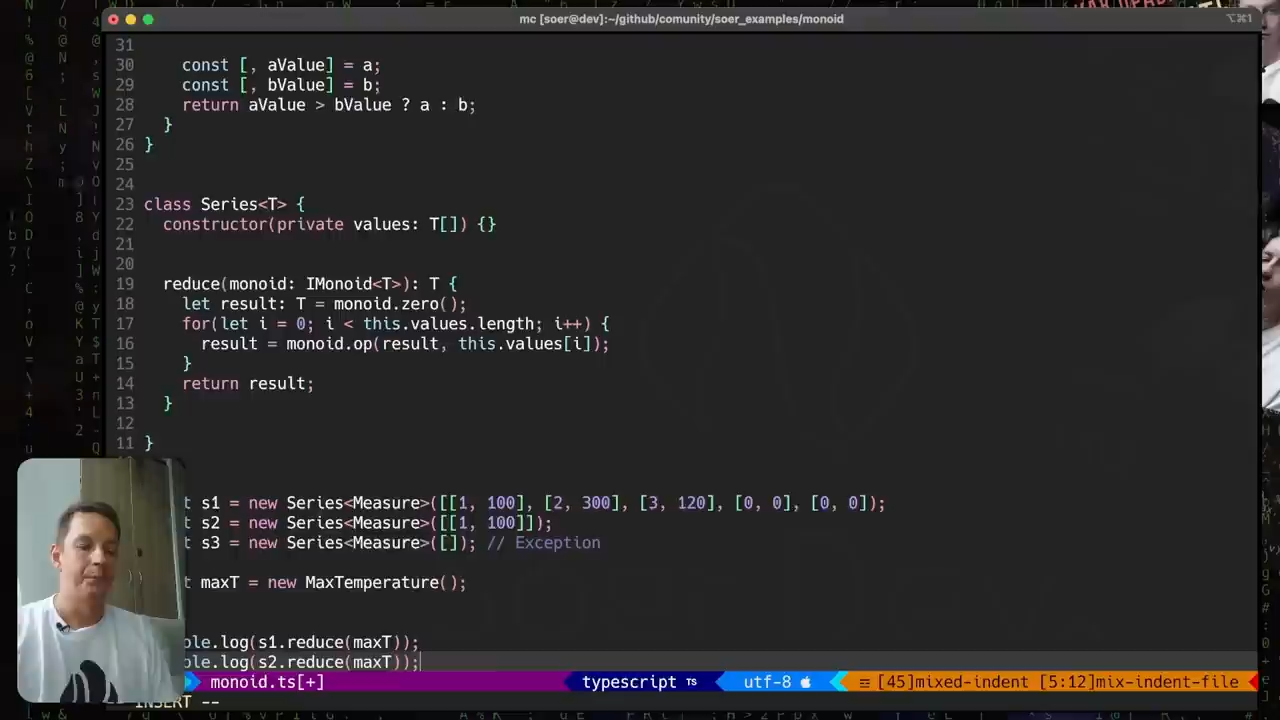 mc [soer@dev]:~/github/comunity/soer_examples/monoid
⌥⌘1
31
30 const [, aValue] = a;
29 const [, bValue] = b;
28 return aValue > bValue ? a : b;
27 }
26 }
25
24
23 class Series<T> {
22 constructor(private values: T[]) {}
21
20
19 reduce(monoid: IMonoid<T>): T {
18 let result: T = monoid.zero();
17 for(let i = 0; i < this.values.length; i++) {
16 result = monoid.op(result, this.values[i]);
15 }
14 return result;
13 }
12
11 }
t s1 = new Series<Measure>([[1, 100], [2, 300], [3, 120], [0, 0], [0, 0]);
t s2 = new Series<Measure>([[1, 100]]);
t s3 = new Series<Measure>([]); // Exception
t maxT = new MaxTemperature();
ole.log(s1.reduce(maxT));
ole.log(s2.reduce(maxT));
monoid.ts[+] typescript TS utf-8 ≡ [45]mixed-indent [5:12]mix-indent-file
INSERT --